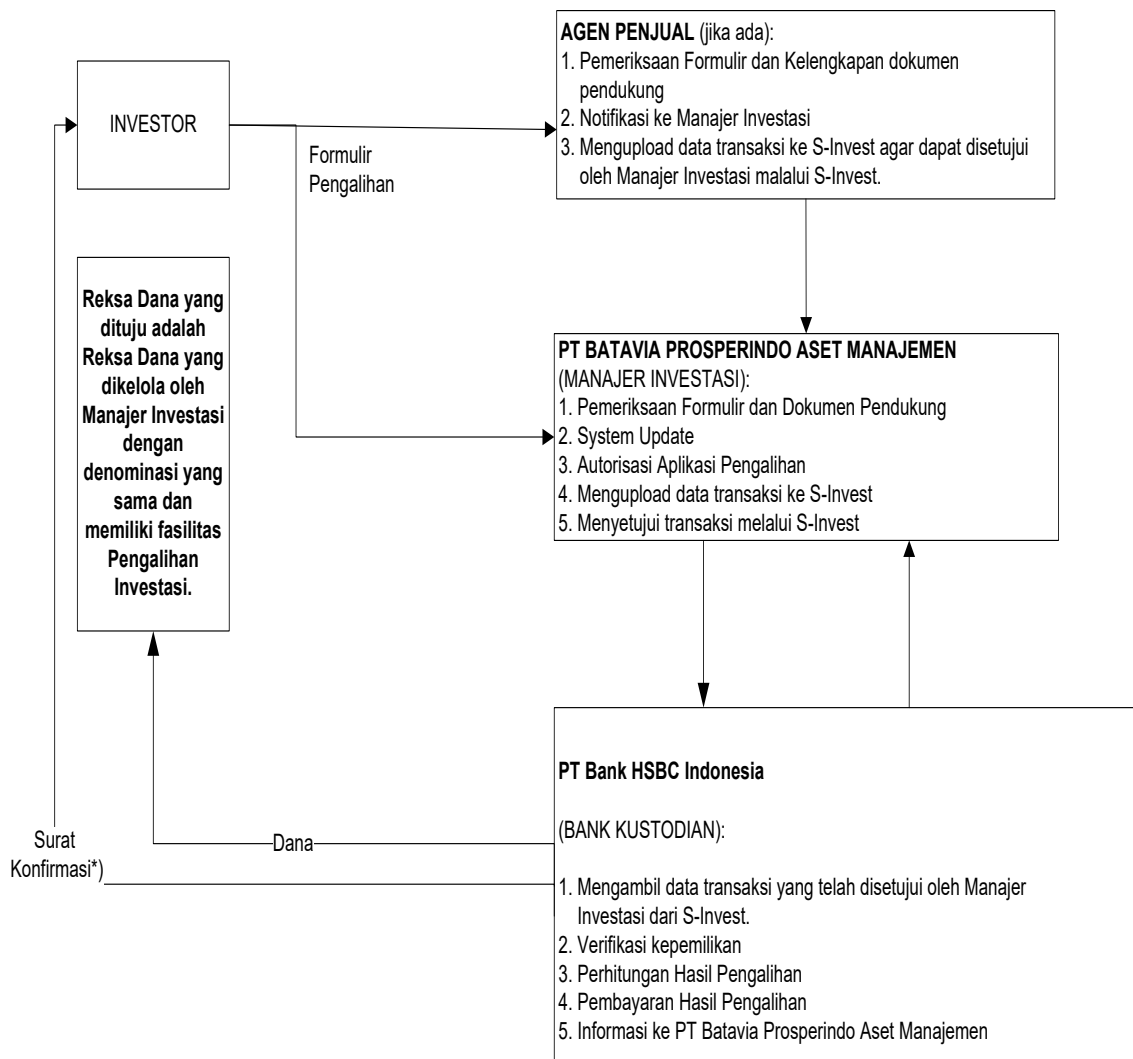 AGEN PENJUAL (jika ada):
1. Pemeriksaan Formulir dan Kelengkapan dokumen
pendukung
2. Notifikasi ke Manajer Investasi
3. Mengupload data transaksi ke S-Invest agar dapat disetujui
oleh Manajer Investasi malalui S-Invest.
INVESTOR
Formulir
Pengalihan
Reksa Dana yang
dituju adalah
Reksa Dana yang
dikelola oleh
Manajer Investasi
dengan
denominasi yang
sama dan
memiliki fasilitas
Pengalihan
Investasi.
PT BATAVIA PROSPERINDO ASET MANAJEMEN
(MANAJER INVESTASI):
1. Pemeriksaan Formulir dan Dokumen Pendukung
2. System Update
3. Autorisasi Aplikasi Pengalihan
4. Mengupload data transaksi ke S-Invest
5. Menyetujui transaksi melalui S-Invest
Surat
Konfirmasi*)
Dana
PT Bank HSBC Indonesia
(BANK KUSTODIAN):
1. Mengambil data transaksi yang telah disetujui oleh Manajer
Investasi dari S-Invest.
2. Verifikasi kepemilikan
3. Perhitungan Hasil Pengalihan
4. Pembayaran Hasil Pengalihan
5. Informasi ke PT Batavia Prosperindo Aset Manajemen